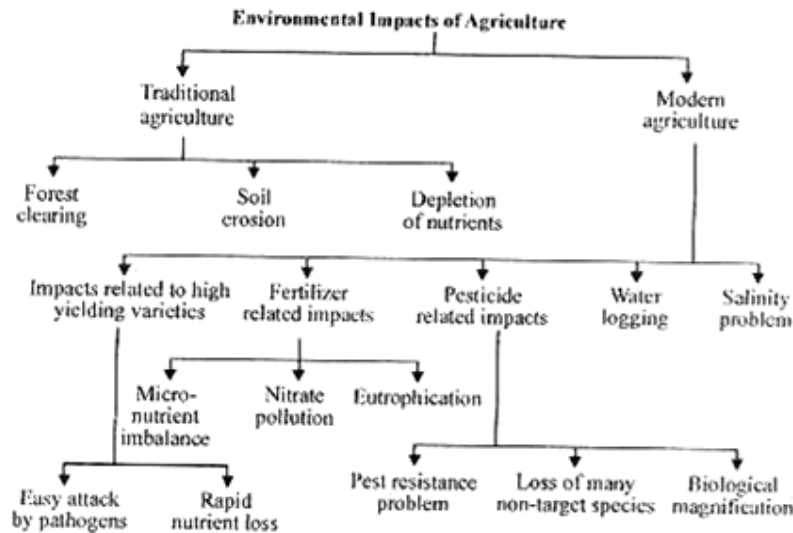 Environmental Impacts of Agriculture
Traditional
agriculture
Modern
agriculture
Forest
clearing
Soil
erosion
Depletion
of nutrients
Impacts related to high
yielding varieties
Fertilizer
related impacts
Pesticide
related impacts
Water
logging
Salinity
problem
Micro-
nutrient
imbalance
Nitrate
pollution
Eutrophication
Easy attack
by pathogens
Rapid
nutrient loss
Pest resistance
problem
Loss of many
non-target species
Biological
magnification